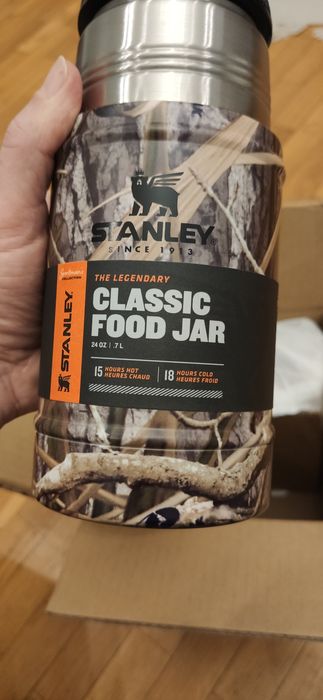 STANLEY®
SINCE 1913
THE LEGENDARY
CLASSIC
FOOD JAR
24 OZ | .7 L
15 HOURS HOT
HEURES CHAUD
18 HOURS COLD
HEURES FROID
STANLEY
COLLECTION